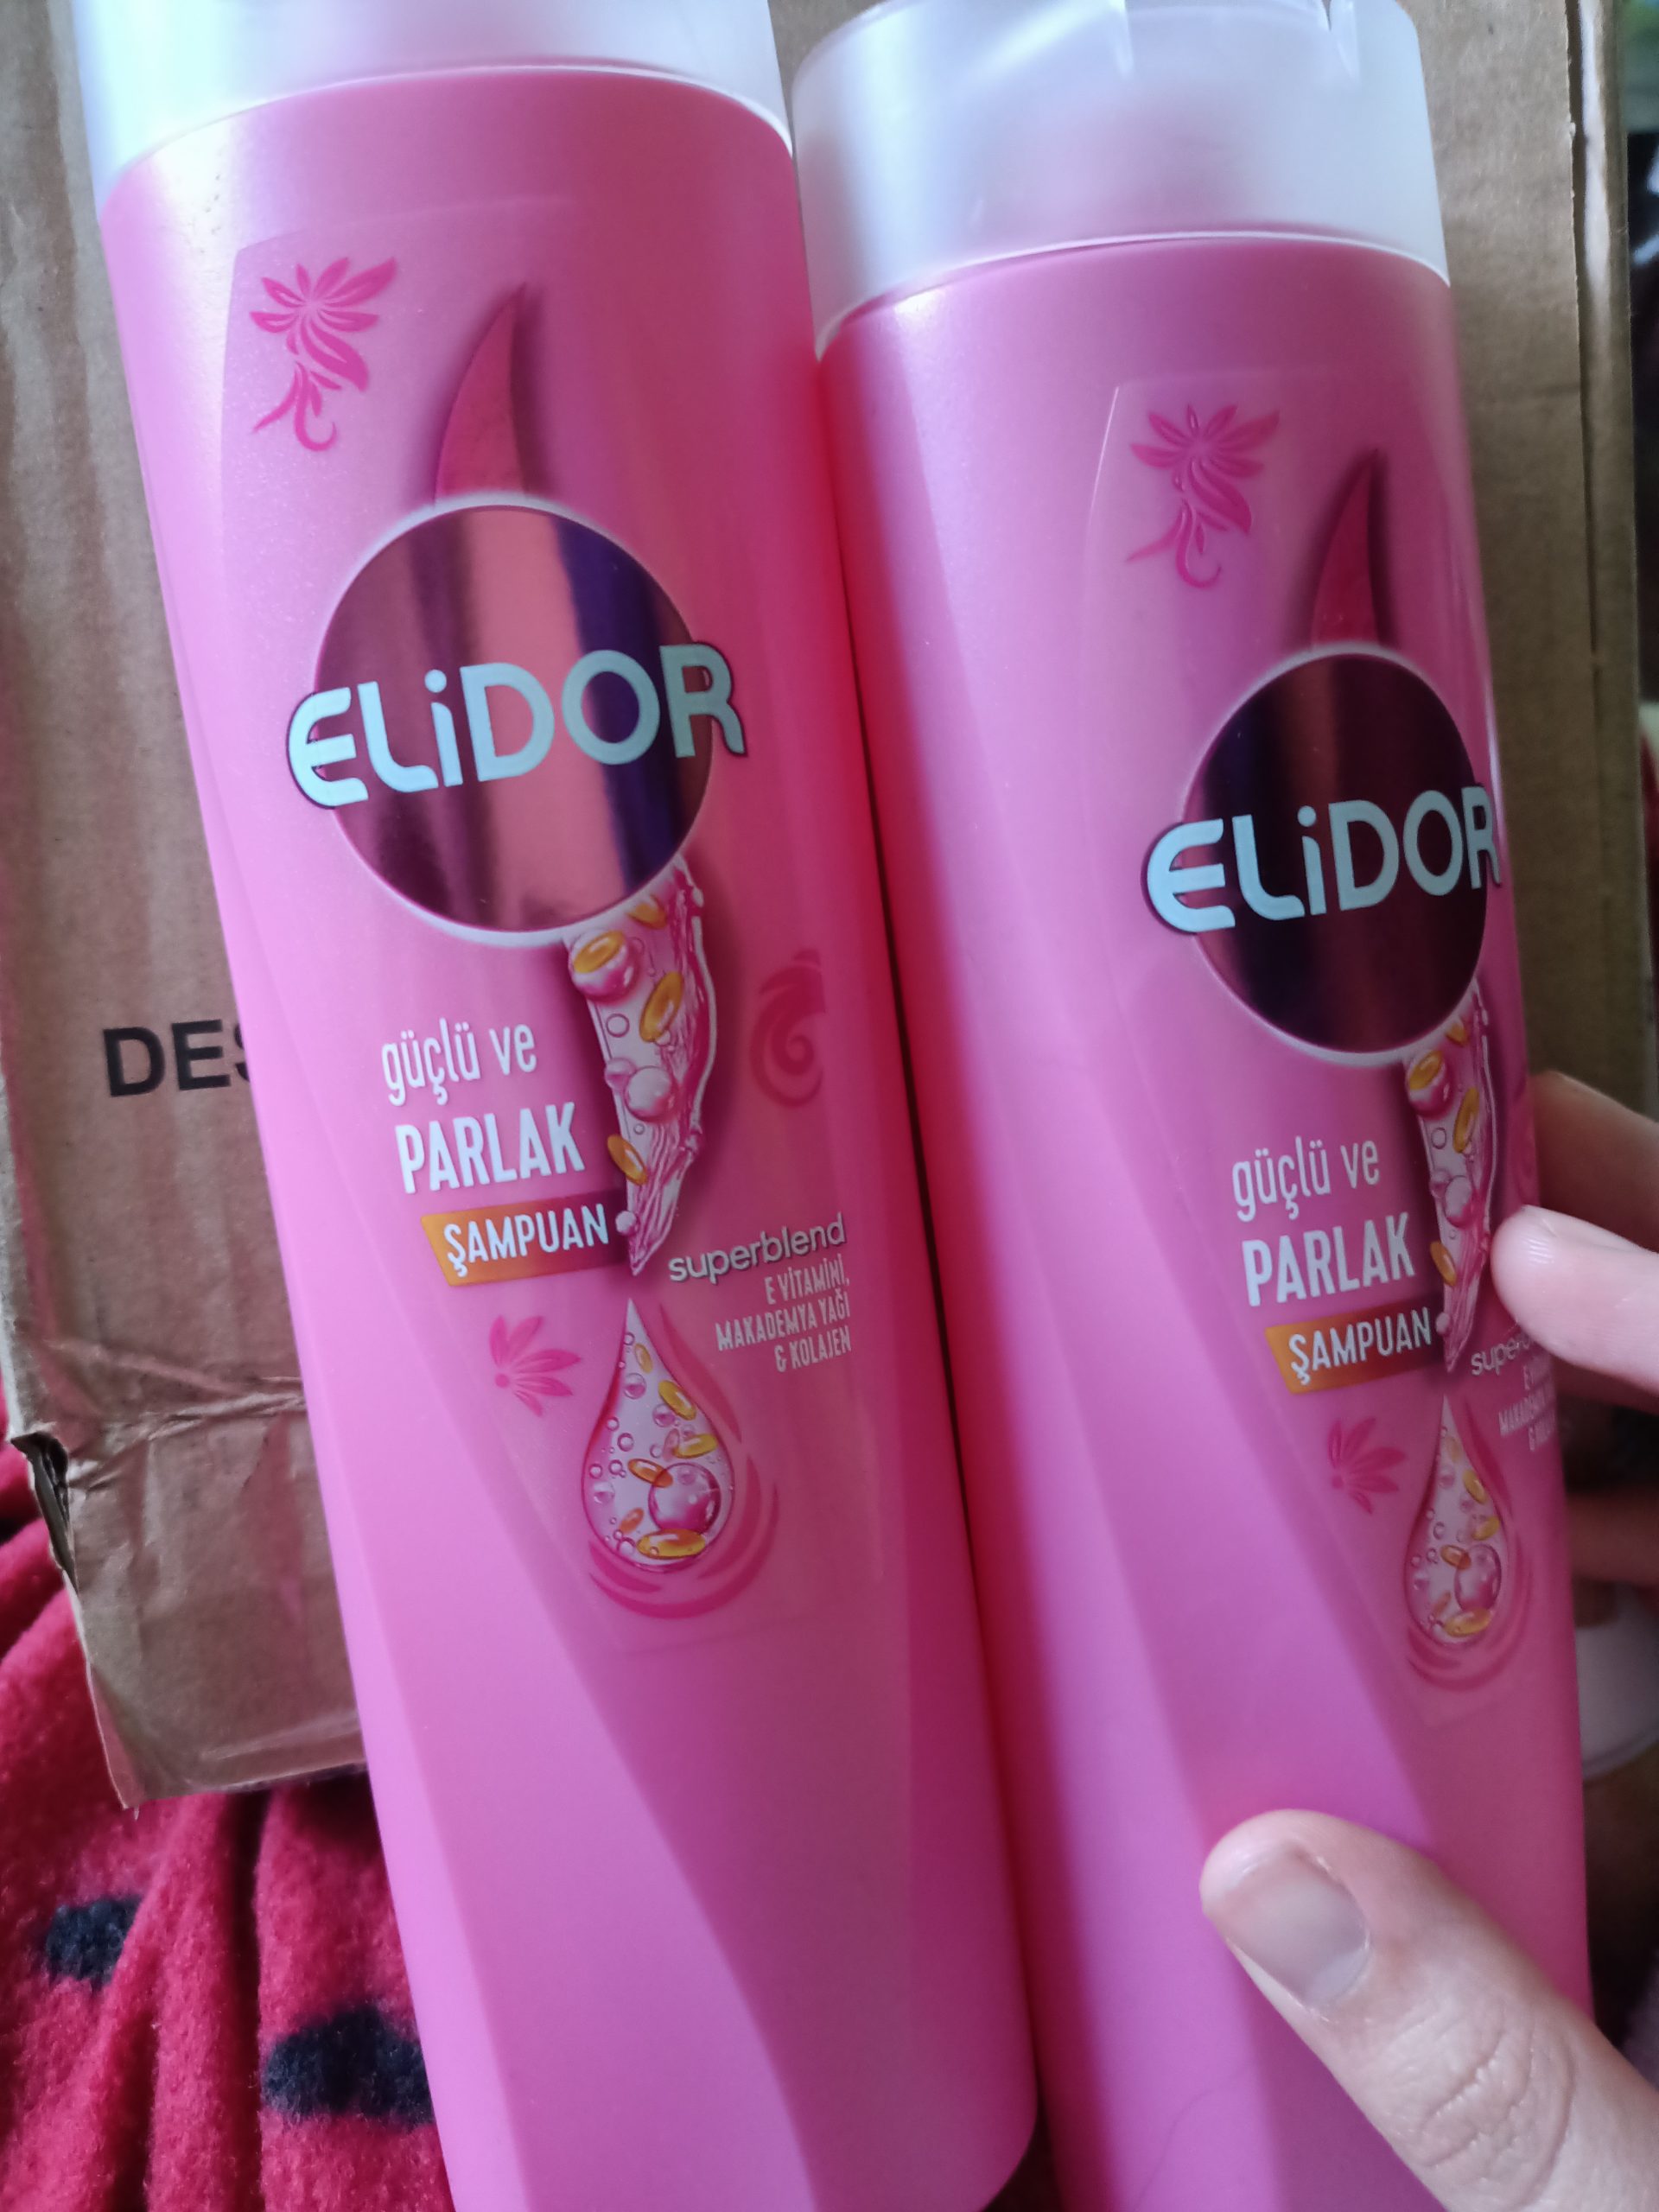 ELiDOR
güçlü ve
PARLAK
ŞAMPUAN
superblend
E VİTAMİNİ,
MAKADEMYA YAĞI
& KOLAJEN
ELiDOR
güçlü ve
PARLAK
ŞAMPUAN
DES